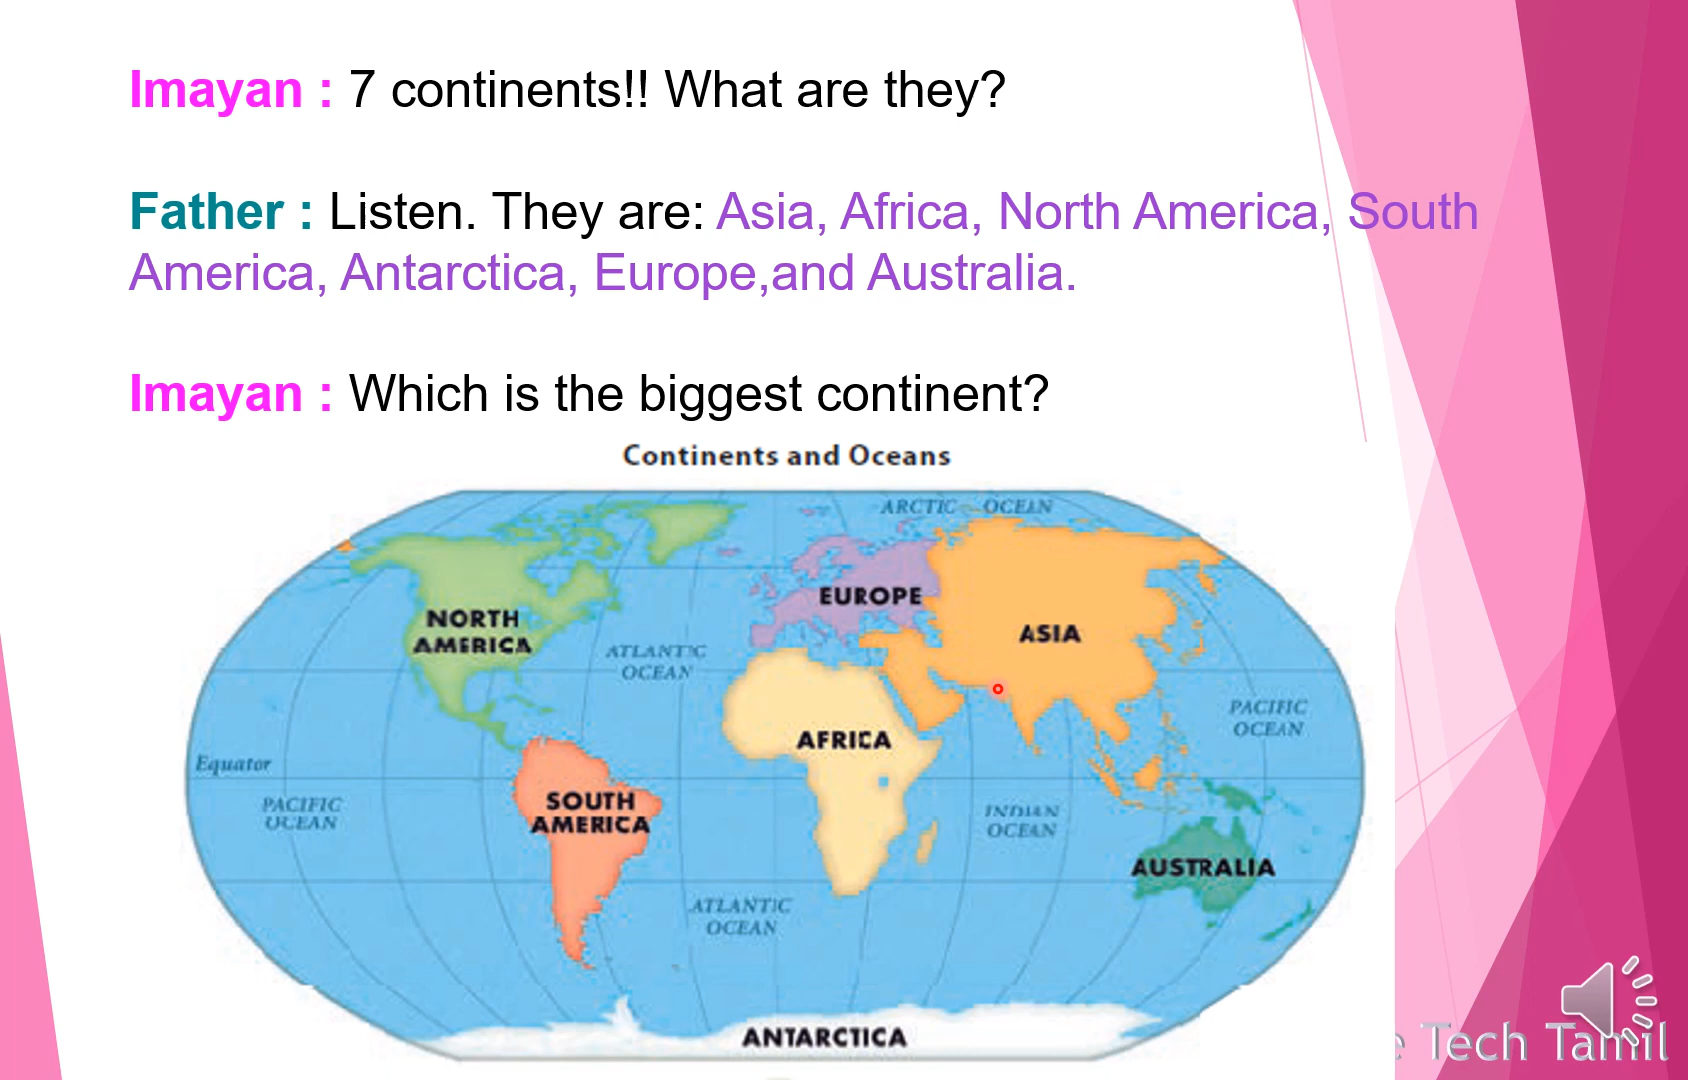 Imayan : 7 continents!! What are they?
Father : Listen. They are: Asia, Africa, North America, South
America, Antarctica, Europe,and Australia.
Imayan : Which is the biggest continent?
Continents and Oceans
ARCTIC OCEAN
EUROPE
NORTH
AMERICA
ASIA
ATLANTIC
OCEAN
PACIFIC
OCEAN
AFRICA
Equator
SOUTH
AMERICA
PACIFIC
OCEAN
INDIAN
OCEAN
AUSTRALIA
ATLANTIC
OCEAN
ANTARCTICA
e Tech Tamil